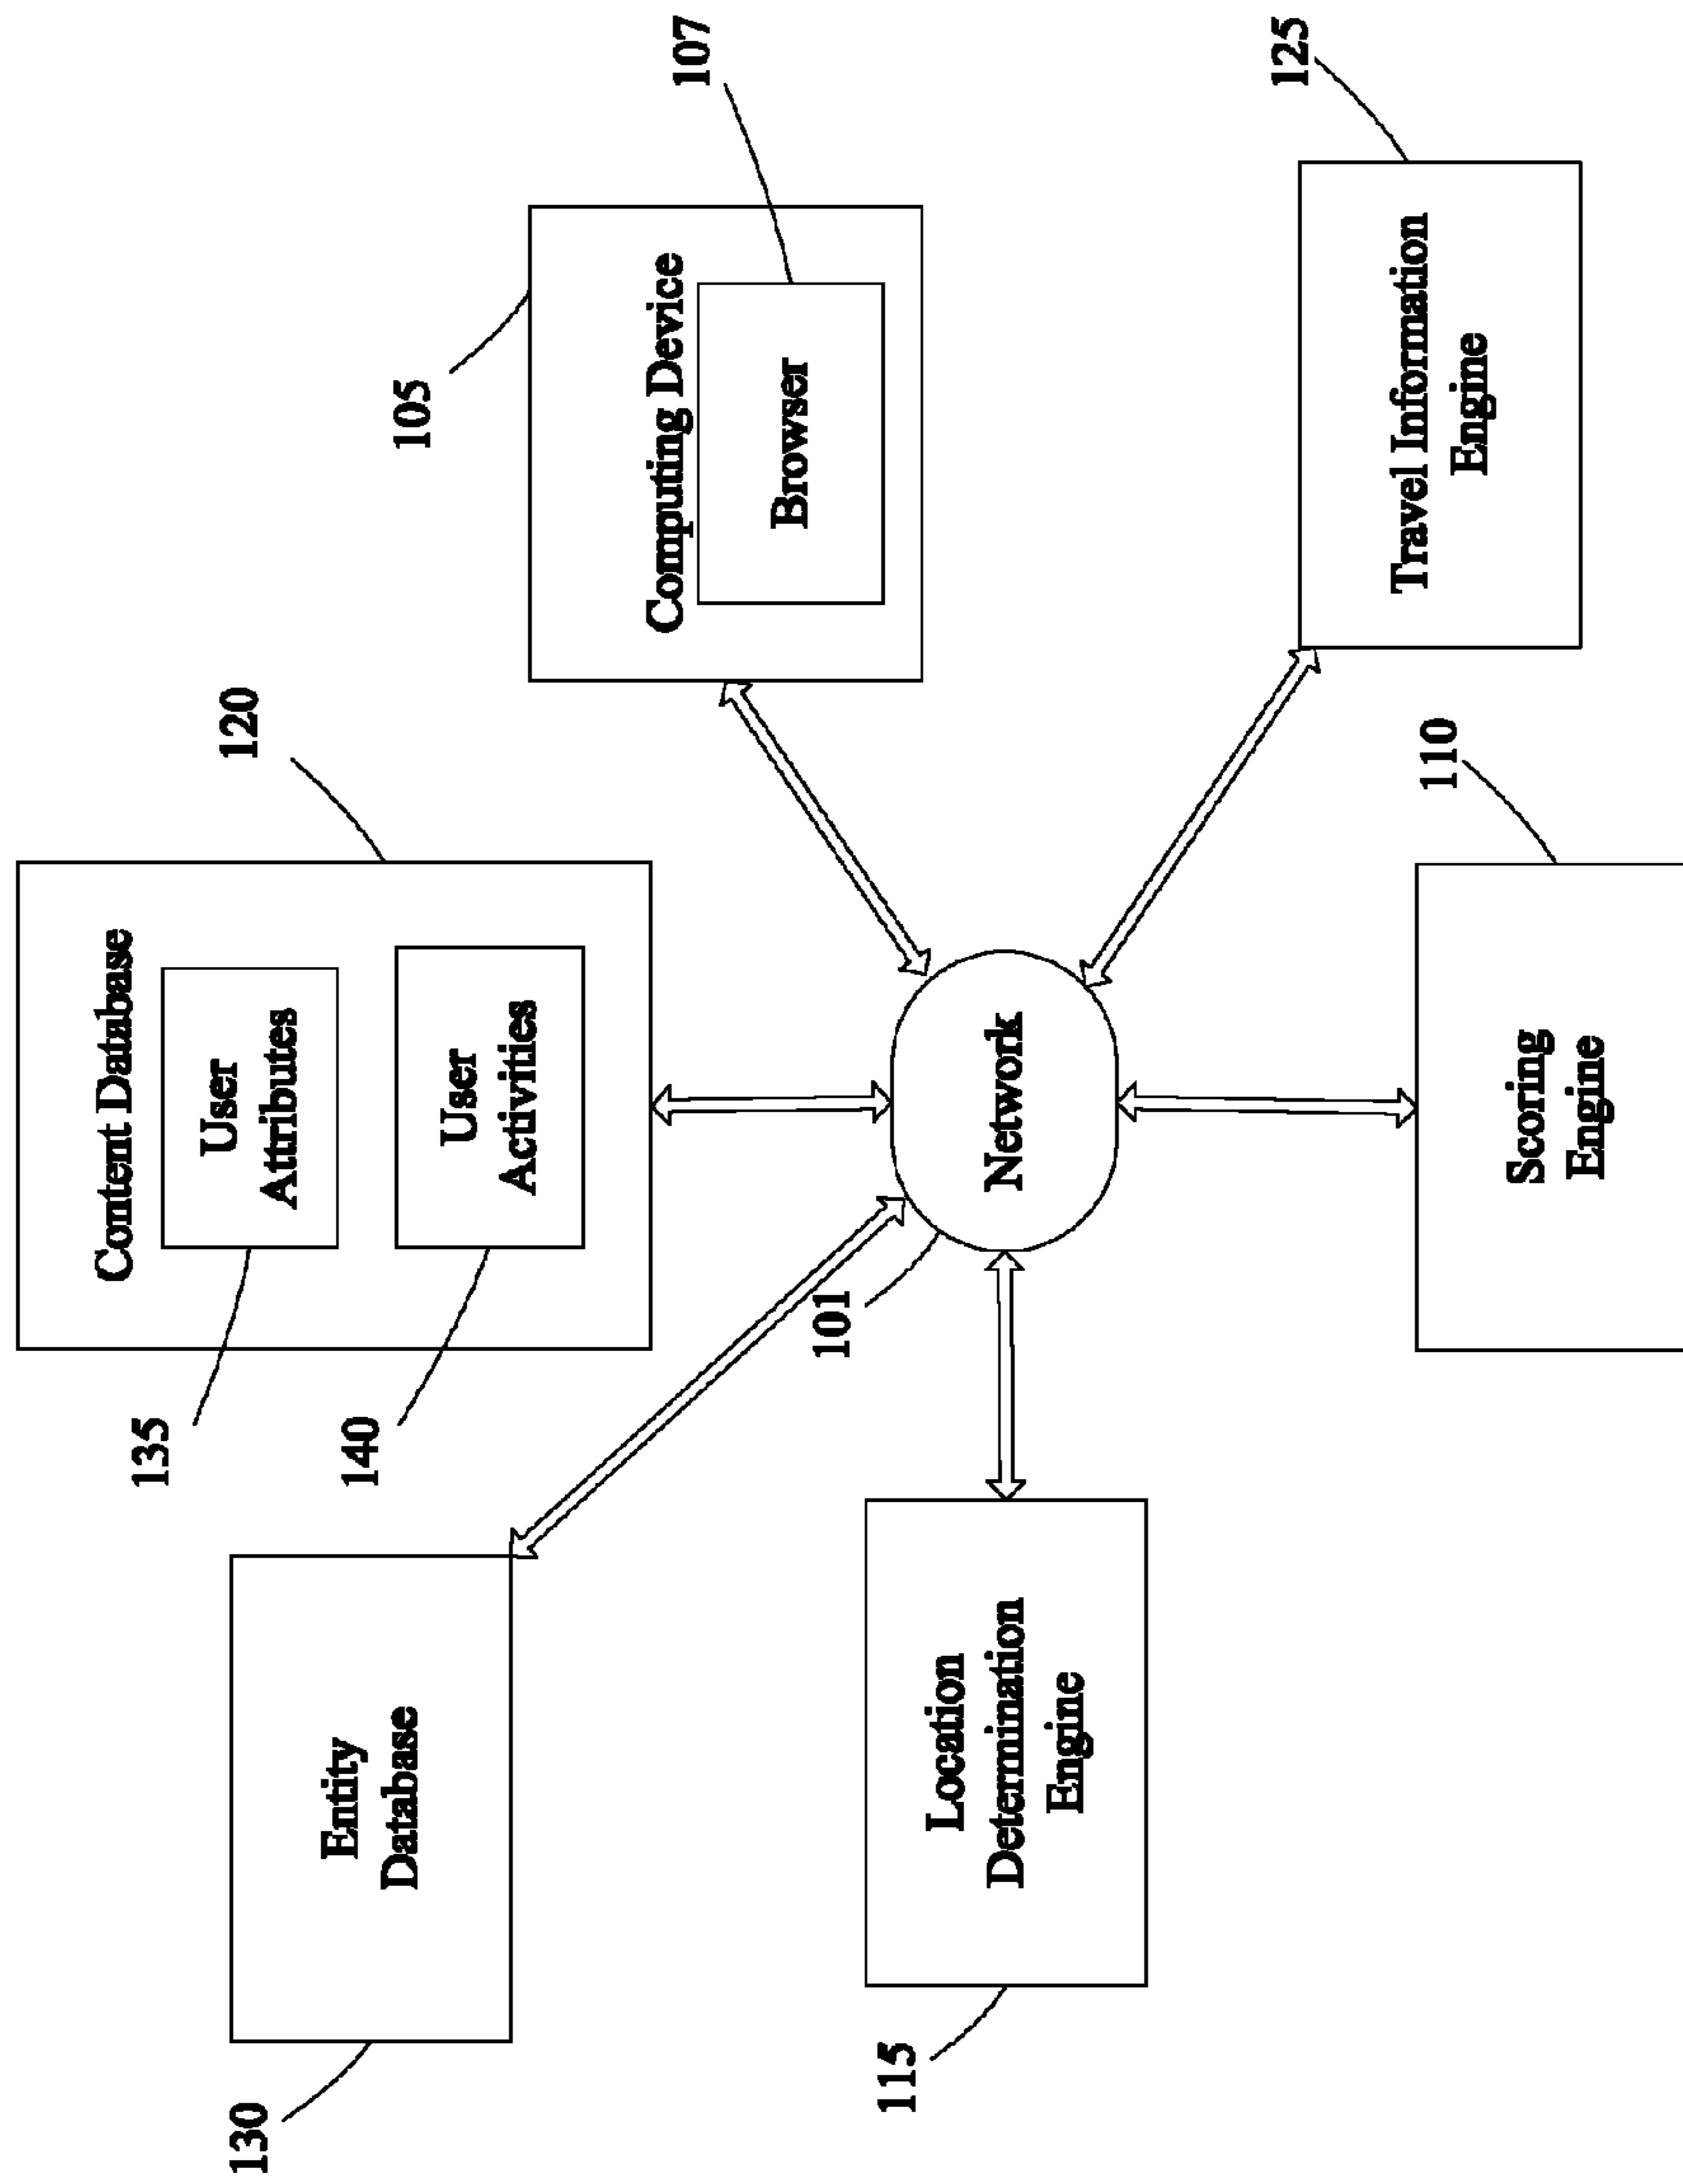 Content Database
135
User
Attributes
120
130
Entity
Database
140
User
Activities
105
Computing Device
107
Browser
101
115
Location
Determination
Engine
Network
125
Travel Information
Engine
110
Scoring
Engine